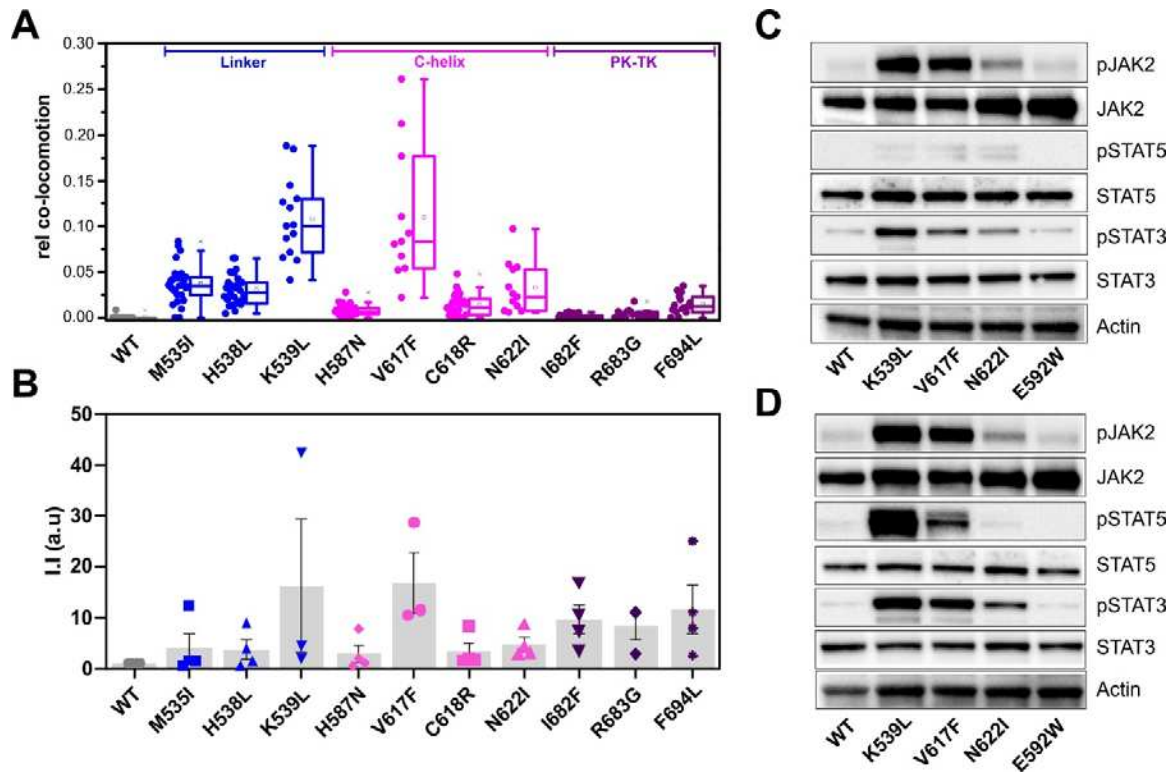 A
0.30
0.25
0.20
0.15
0.10
0.05
0.00
rel co-locomotion
Linker
C-helix
PK-TK
WT
M535I
H538L
K539L
H587N
V617F
C618R
N622I
I682F
R683G
F694L
B
50
40
30
20
10
0
I.I (a.u)
WT
M535I
H538L
K539L
H587N
V617F
C618R
N622I
I682F
R683G
F694L
C
pJAK2
JAK2
pSTAT5
STAT5
pSTAT3
STAT3
Actin
WT
K539L
V617F
N622I
E592W
D
pJAK2
JAK2
pSTAT5
STAT5
pSTAT3
STAT3
Actin
WT
K539L
V617F
N622I
E592W